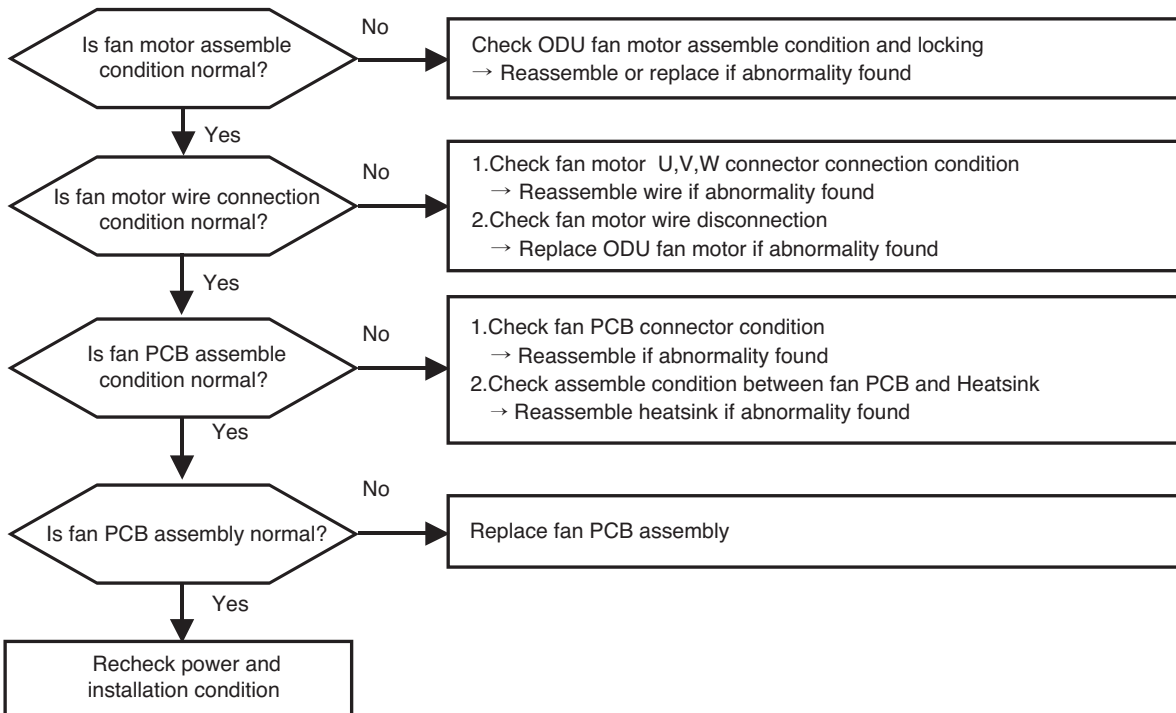 Is fan motor assemble
condition normal?
No
Check ODU fan motor assemble condition and locking
→ Reassemble or replace if abnormality found
Yes
Is fan motor wire connection
condition normal?
No
1.Check fan motor U,V,W connector connection condition
→ Reassemble wire if abnormality found
2.Check fan motor wire disconnection
→ Replace ODU fan motor if abnormality found
Yes
Is fan PCB assemble
condition normal?
No
1.Check fan PCB connector condition
→ Reassemble if abnormality found
2.Check assemble condition between fan PCB and Heatsink
→ Reassemble heatsink if abnormality found
Yes
Is fan PCB assembly normal?
No
Replace fan PCB assembly
Yes
Recheck power and
installation condition